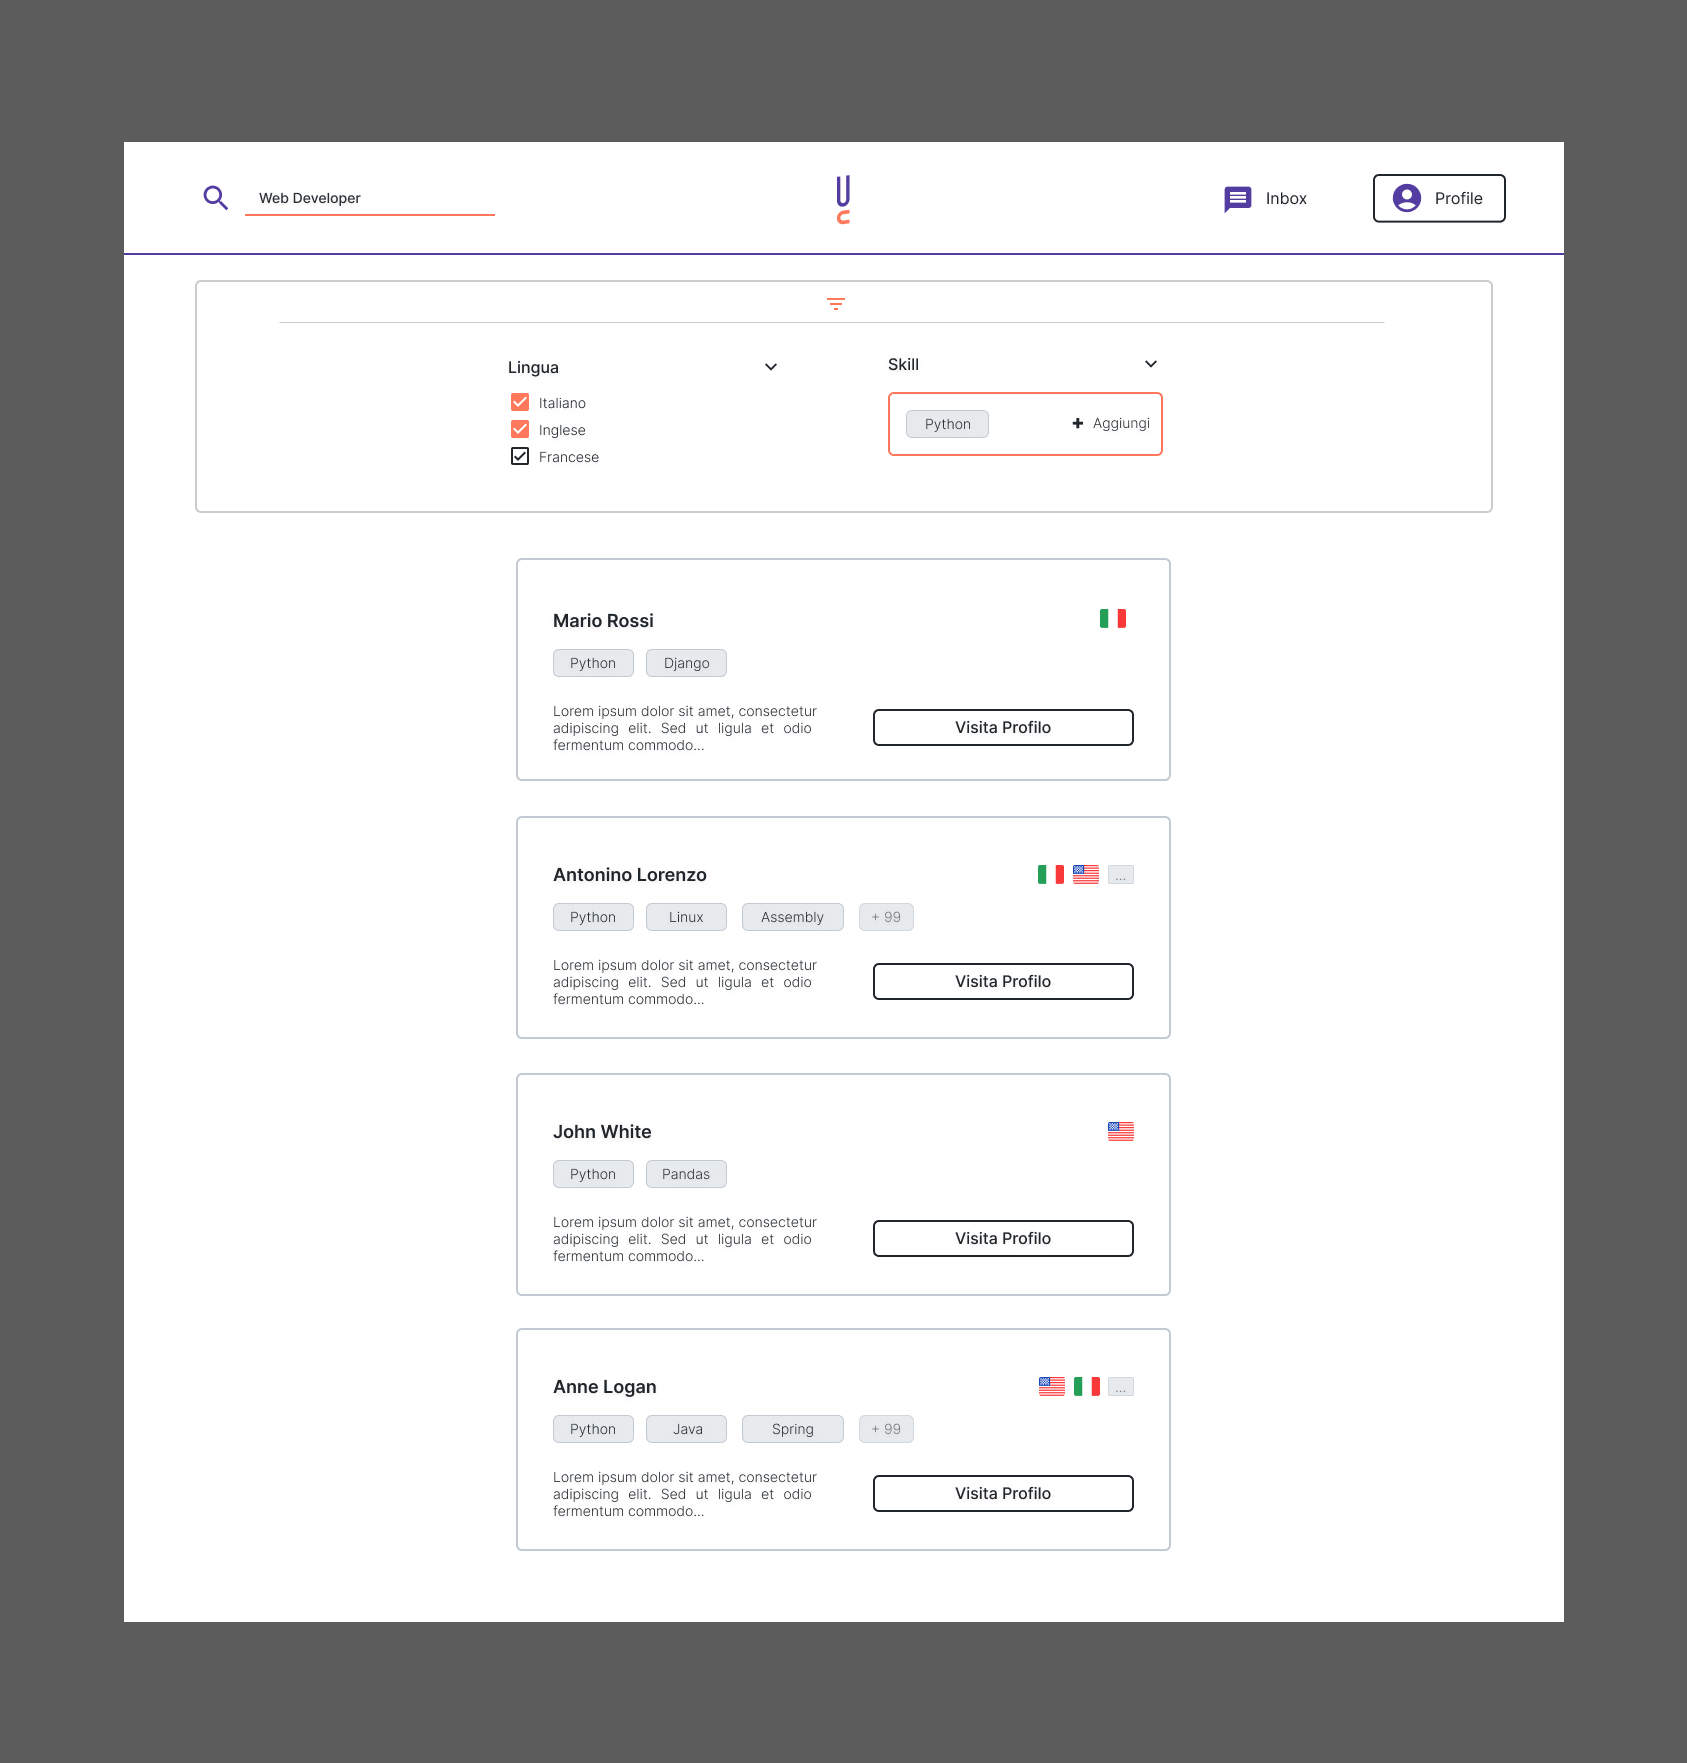 Web Developer
Inbox
Profile
Lingua
Italiano
Inglese
Francese
Skill
Python
+ Aggiungi
Mario Rossi
Python Django
Lorem ipsum dolor sit amet, consectetur
adipiscing elit. Sed ut ligula et odio
fermentum commodo...
Visita Profilo
Antonino Lorenzo
...
Python Linux Assembly + 99
Lorem ipsum dolor sit amet, consectetur
adipiscing elit. Sed ut ligula et odio
fermentum commodo...
Visita Profilo
John White
Python Pandas
Lorem ipsum dolor sit amet, consectetur
adipiscing elit. Sed ut ligula et odio
fermentum commodo...
Visita Profilo
Anne Logan
...
Python Java Spring + 99
Lorem ipsum dolor sit amet, consectetur
adipiscing elit. Sed ut ligula et odio
fermentum commodo...
Visita Profilo